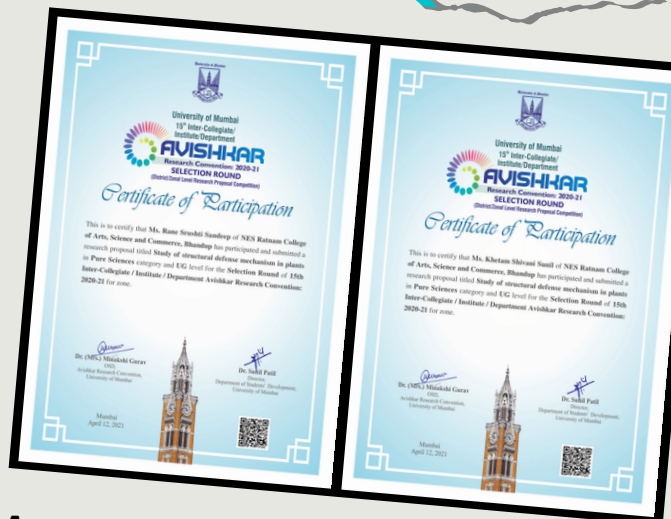 University of Mumbai
University of Mumbai
15th Inter-Collegiate/
Institute/Department
AVISHKAR
Research Convention: 2020-21
SELECTION ROUND
(District/Zonal Level Research Proposal Competition)
Certificate of Participation
This is to certify that Ms. Rane Srushti Sandeep of NES Ratnam College
of Arts, Science and Commerce, Bhandup has participated and submitted a
research proposal titled Study of structural defense mechanism in plants
in Pure Sciences category and UG level for the Selection Round of 15th
Inter-Collegiate / Institute / Department Avishkar Research Convention:
2020-21 for zone.
Dr. (Mrs.) Minakshi Gurav
OSD,
Avishkar Research Convention,
University of Mumbai
Dr. Sunil Patil
Director,
Department of Students' Development,
University of Mumbai
Mumbai
April 12, 2021
University of Mumbai
University of Mumbai
15th Inter-Collegiate/
Institute/Department
AVISHKAR
Research Convention: 2020-21
SELECTION ROUND
(District/Zonal Level Research Proposal Competition)
Certificate of Participation
This is to certify that Ms. Khetam Shivani Sunil of NES Ratnam College
of Arts, Science and Commerce, Bhandup has participated and submitted a
research proposal titled Study of structural defense mechanism in plants
in Pure Sciences category and UG level for the Selection Round of 15th
Inter-Collegiate / Institute / Department Avishkar Research Convention:
2020-21 for zone.
Dr. (Mrs.) Minakshi Gurav
OSD,
Avishkar Research Convention,
University of Mumbai
Dr. Sunil Patil
Director,
Department of Students' Development,
University of Mumbai
Mumbai
April 12, 2021